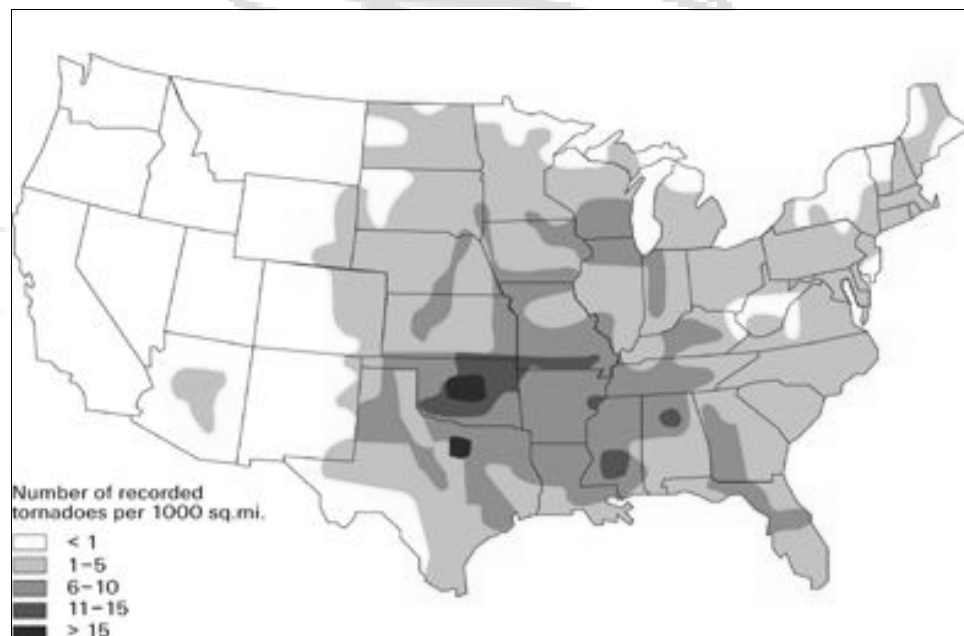 Number of recorded
tornadoes per 1000 sq.mi.
< 1
1–5
6–10
11–15
> 15